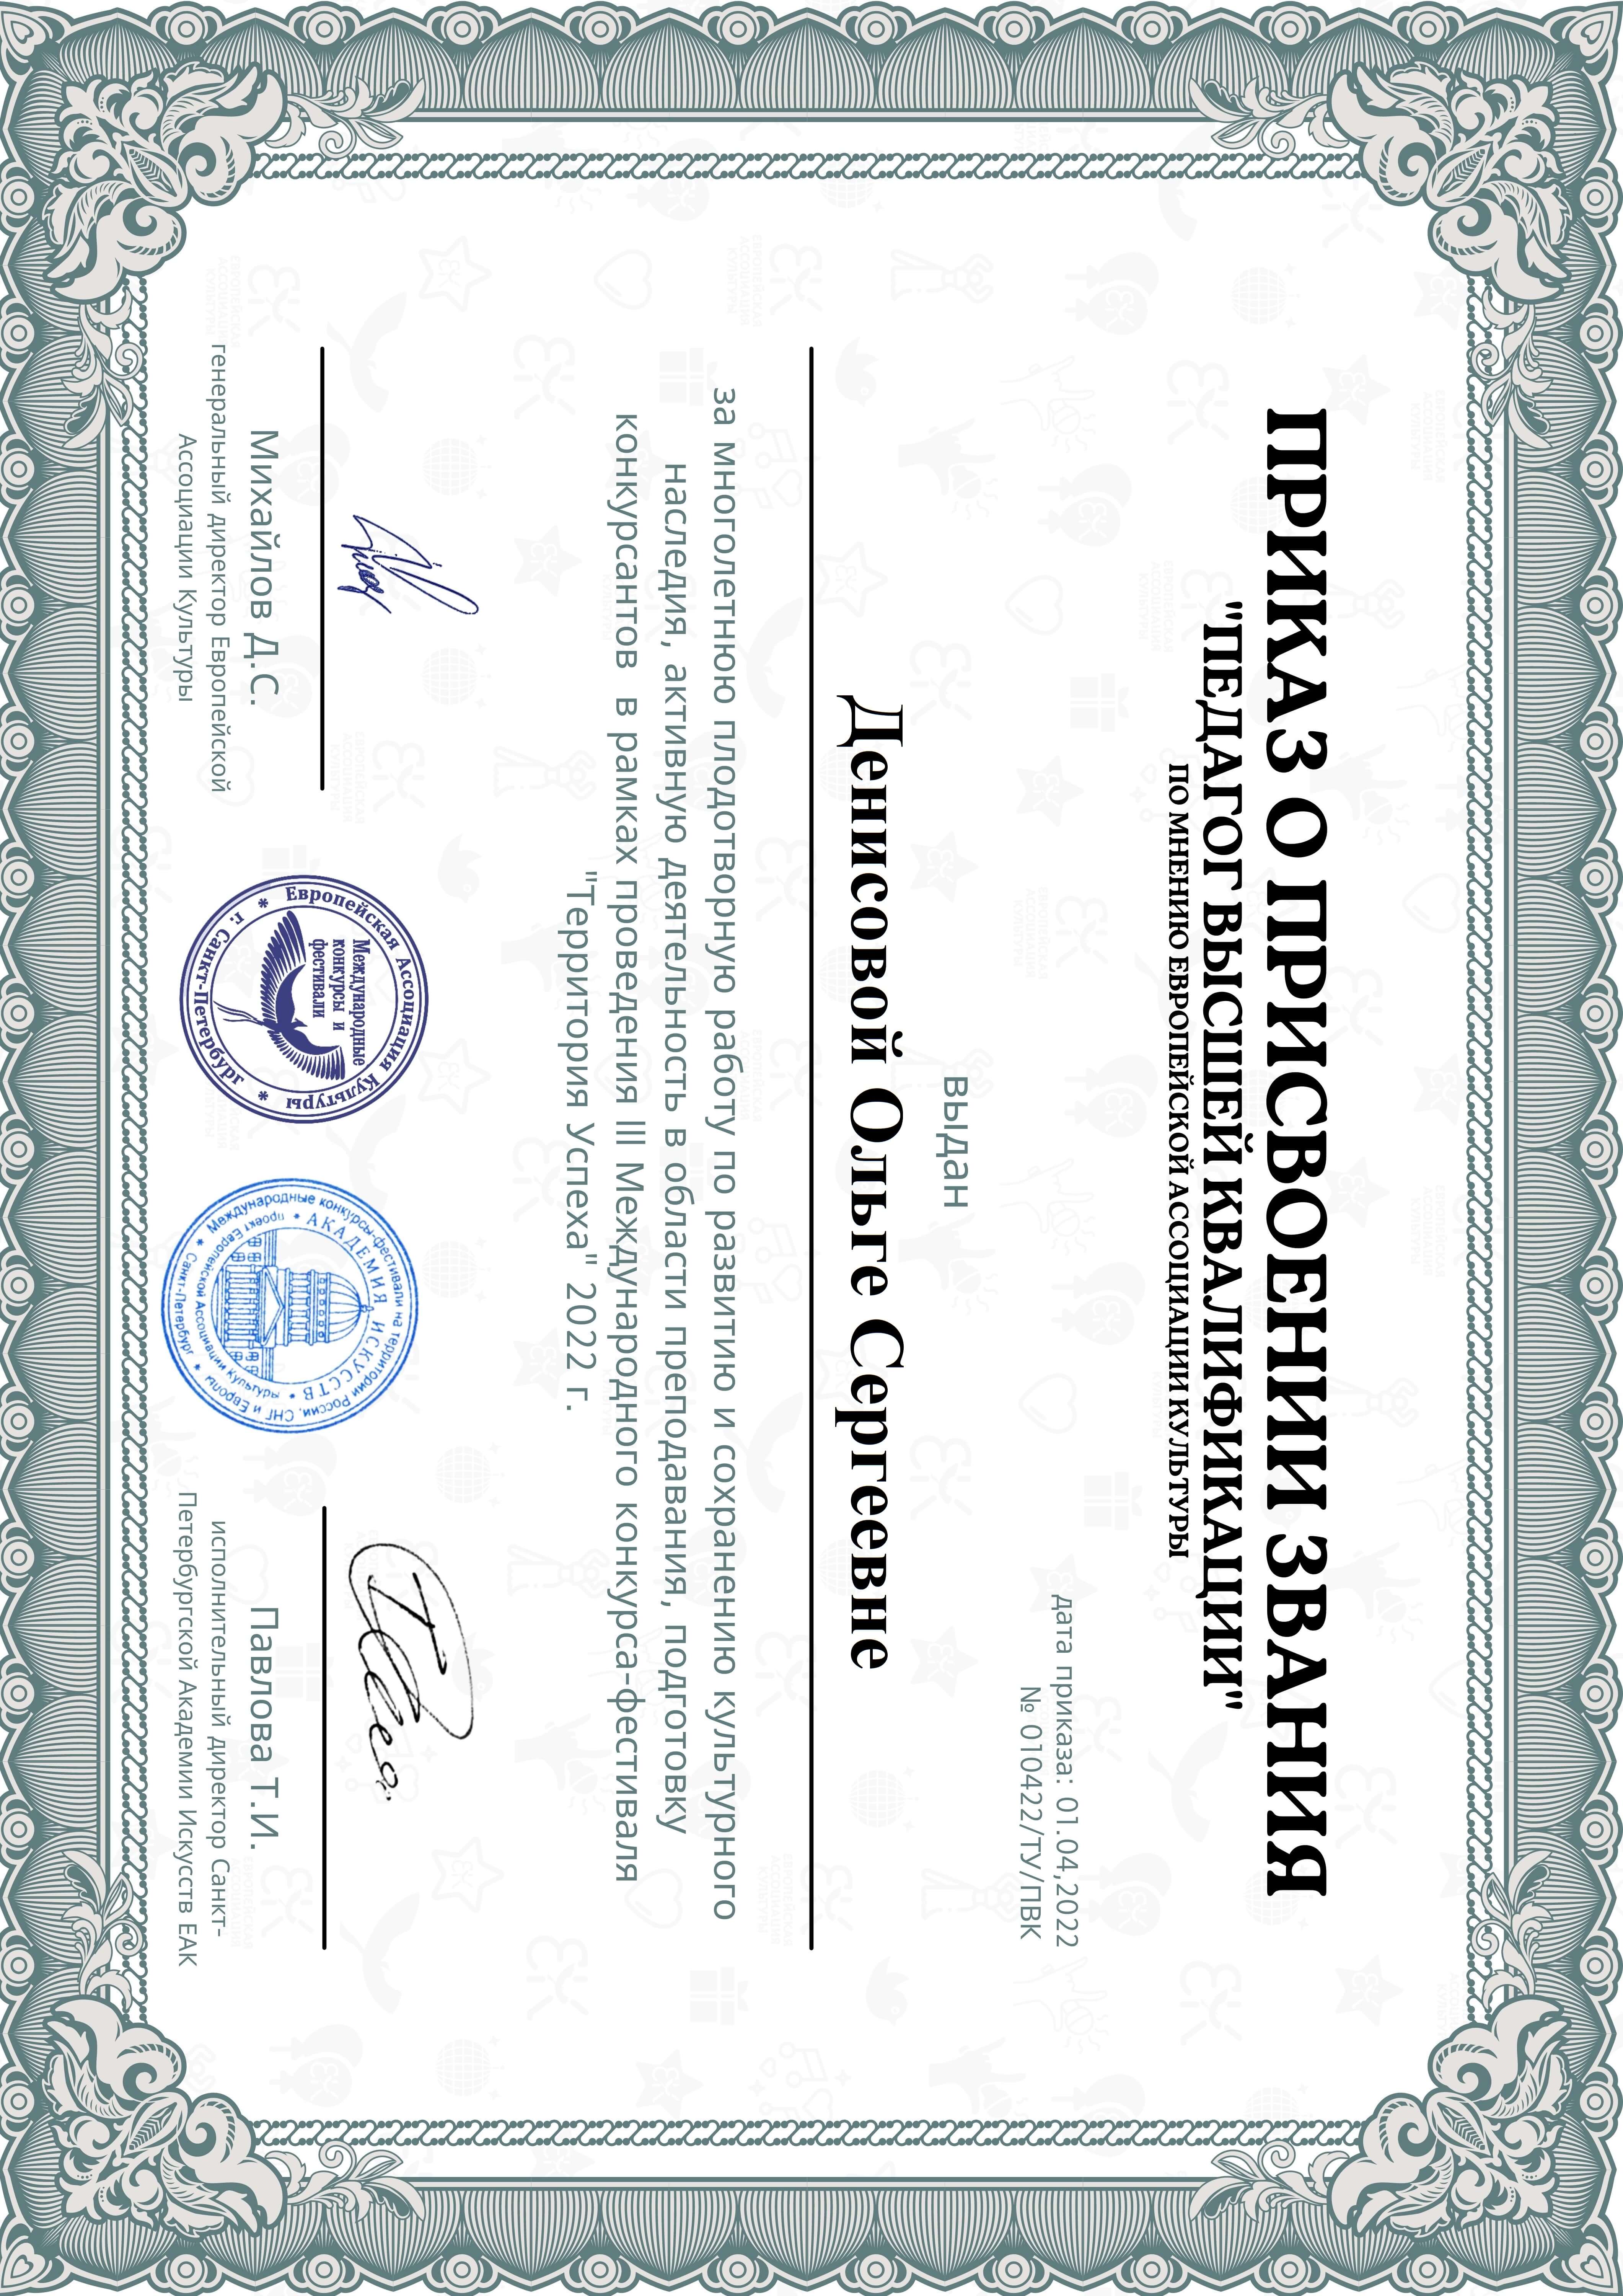 ПРИКАЗ О ПРИСВОЕНИИ ЗВАНИЯ
"ПЕДАГОГ ВЫСШЕЙ КВАЛИФИКАЦИИ"
ПО МНЕНИЮ ЕВРОПЕЙСКОЙ АССОЦИАЦИИ КУЛЬТУРЫ
дата приказа: 01.04,2022
№ 010422/ТУ/ПВК
выдан
Денисовой Ольге Сергеевне
за многолетнюю плодотворную работу по развитию и сохранению культурного
наследия, активную деятельность в области преподавания, подготовку
конкурсантов в рамках проведения III Международного конкурса-фестиваля
"Территория Успеха" 2022 г.
Михайлов Д.С.
генеральный директор Европейской
Ассоциации Культуры
Европейская Ассоциация Культуры
* г. Санкт-Петербург *
Международные
конкурсы и
фестивали
Международные конкурсы-фестивали на территории России, СНГ и Европы
* Санкт-Петербург *
* АКАДЕМИЯ ИСКУССТВ *
проект Европейской Ассоциации Культуры
Павлова Т.И.
исполнительный директор Санкт-
Петербургской Академии Искусств ЕАК